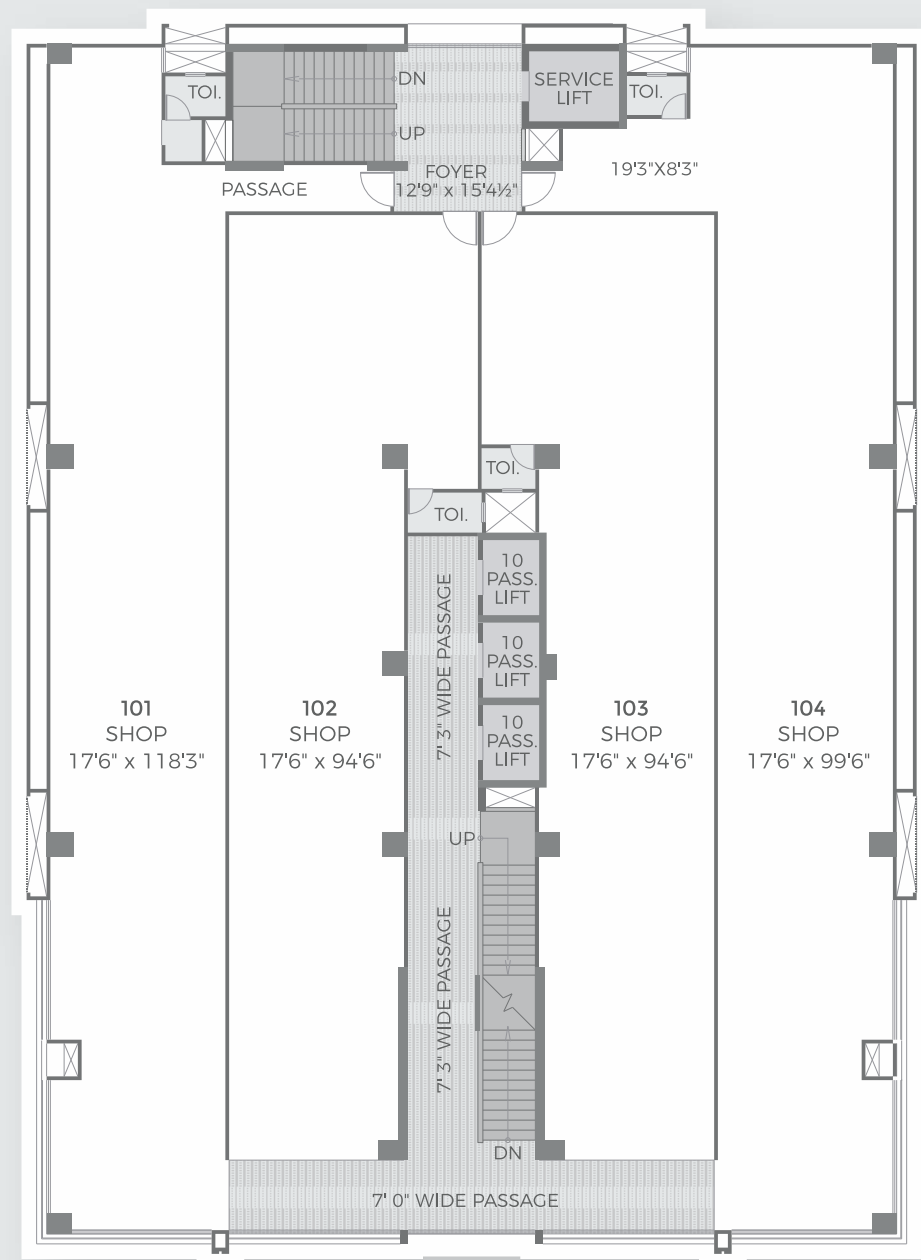 TOI.
DN
UP
SERVICE
LIFT
TOI.
PASSAGE
FOYER
12'9" x 15'4½"
19'3"X8'3"
TOI.
TOI.
10
PASS.
LIFT
10
PASS.
LIFT
10
PASS.
LIFT
7' 3" WIDE PASSAGE
101
SHOP
17'6" x 118'3"
102
SHOP
17'6" x 94'6"
103
SHOP
17'6" x 94'6"
104
SHOP
17'6" x 99'6"
UP
7' 3" WIDE PASSAGE
DN
7' 0" WIDE PASSAGE